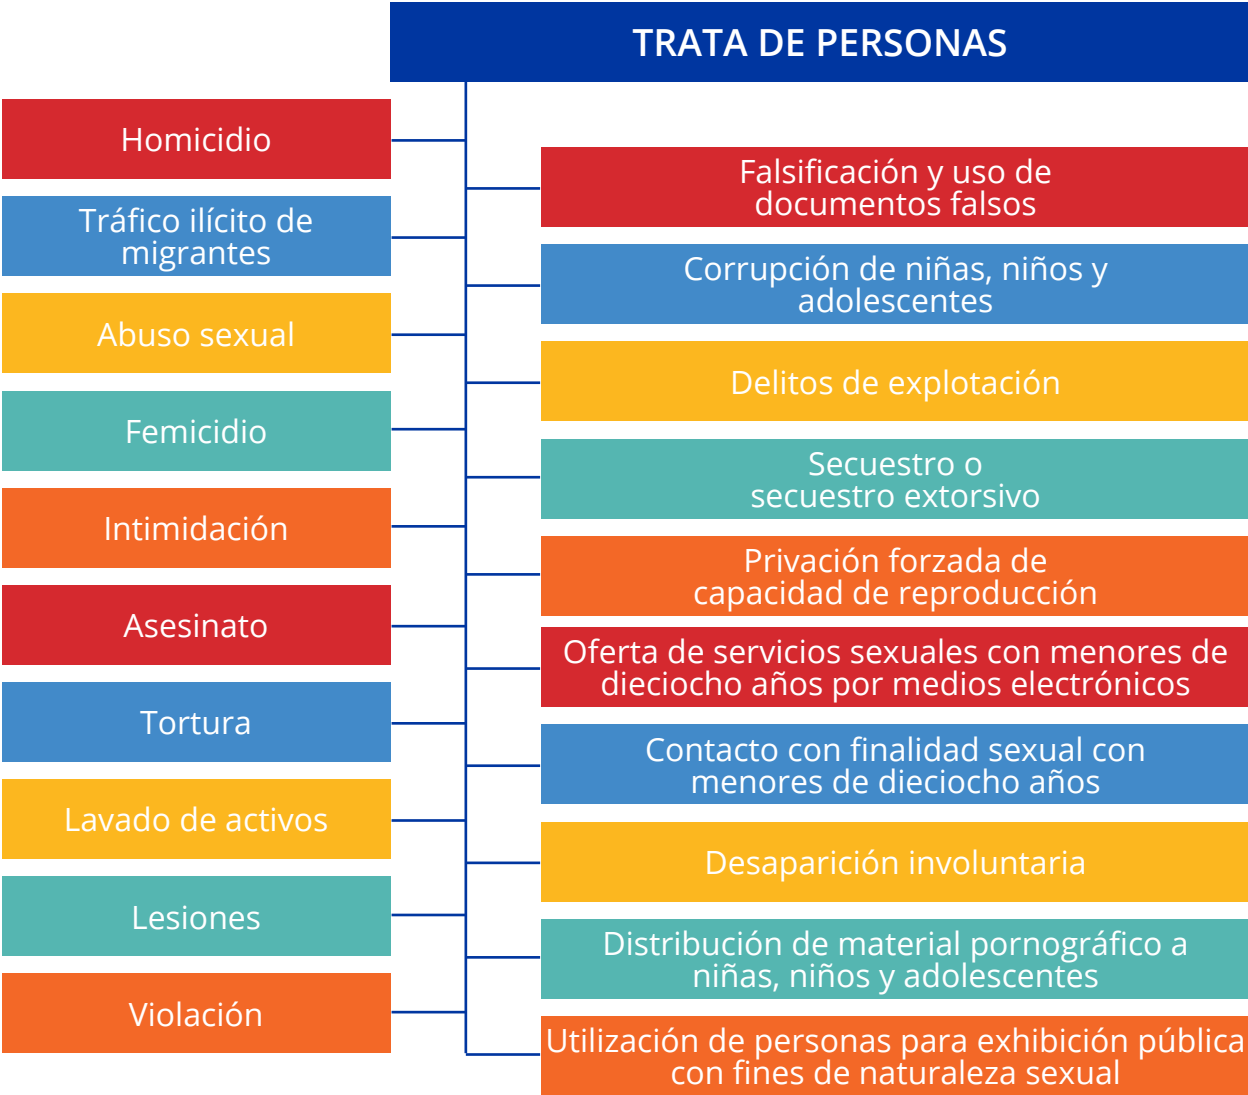 TRATA DE PERSONAS
Homicidio
Tráfico ilícito de
migrantes
Abuso sexual
Femicidio
Intimidación
Asesinato
Tortura
Lavado de activos
Lesiones
Violación
Falsificación y uso de
documentos falsos
Corrupción de niñas, niños y
adolescentes
Delitos de explotación
Secuestro o
secuestro extorsivo
Privación forzada de
capacidad de reproducción
Oferta de servicios sexuales con menores de
dieciocho años por medios electrónicos
Contacto con finalidad sexual con
menores de dieciocho años
Desaparición involuntaria
Distribución de material pornográfico a
niñas, niños y adolescentes
Utilización de personas para exhibición pública
con fines de naturaleza sexual